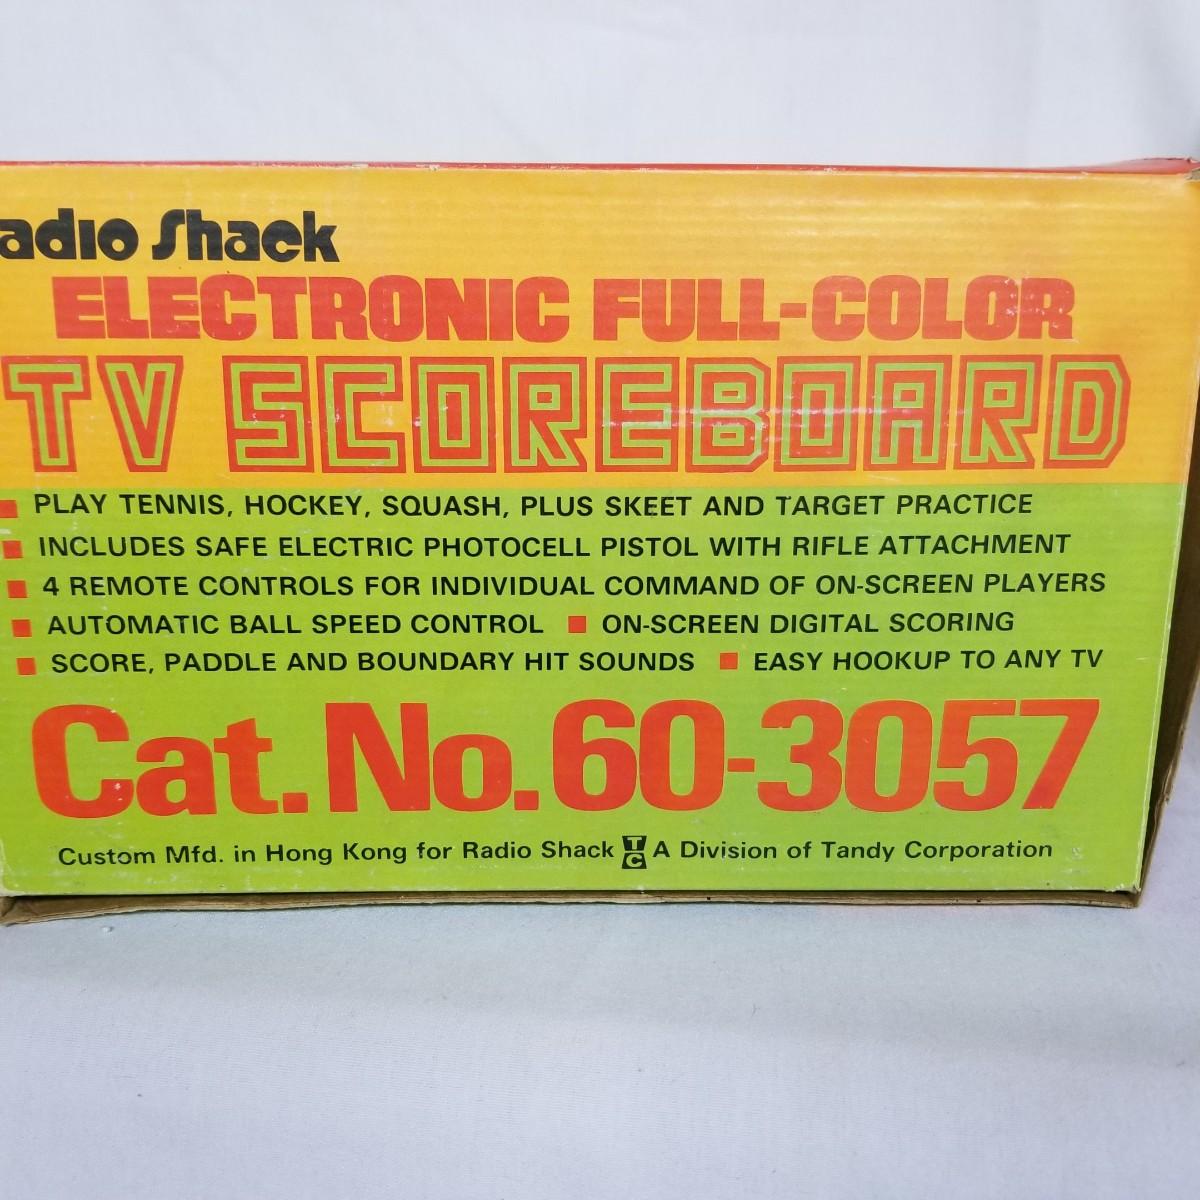 adio Shack
ELECTRONIC FULL-COLOR
TV SCOREBOARD
■ PLAY TENNIS, HOCKEY, SQUASH, PLUS SKEET AND TARGET PRACTICE
■ INCLUDES SAFE ELECTRIC PHOTOCELL PISTOL WITH RIFLE ATTACHMENT
■ 4 REMOTE CONTROLS FOR INDIVIDUAL COMMAND OF ON-SCREEN PLAYERS
■ AUTOMATIC BALL SPEED CONTROL ■ ON-SCREEN DIGITAL SCORING
■ SCORE, PADDLE AND BOUNDARY HIT SOUNDS ■ EASY HOOKUP TO ANY TV
Cat. No. 60-3057
Custom Mfd. in Hong Kong for Radio Shack TC A Division of Tandy Corporation